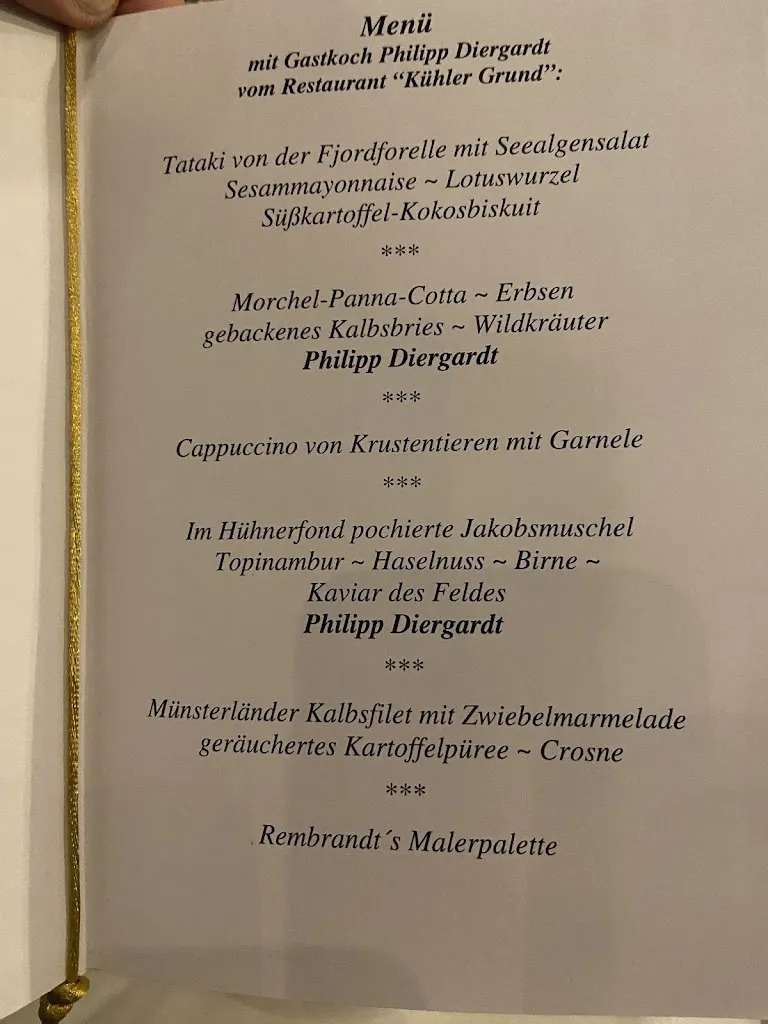 Menü
mit Gastkoch Philipp Diergardt
vom Restaurant “Kühler Grund”:
Tataki von der Fjordforelle mit Seealgensalat
Sesammayonnaise ~ Lotuswurzel
Süßkartoffel-Kokosbiskuit
***
Morchel-Panna-Cotta ~ Erbsen
gebackenes Kalbsbries ~ Wildkräuter
Philipp Diergardt
***
Cappuccino von Krustentieren mit Garnele
***
Im Hühnerfond pochierte Jakobsmuschel
Topinambur ~ Haselnuss ~ Birne ~
Kaviar des Feldes
Philipp Diergardt
***
Münsterländer Kalbsfilet mit Zwiebelmarmelade
geräuchertes Kartoffelpüree ~ Crosne
***
Rembrandt´s Malerpalette